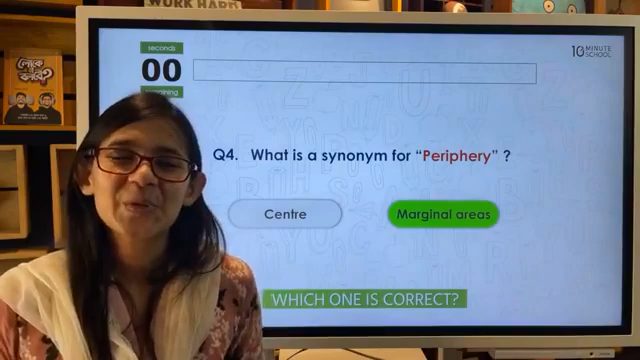 WORK HARD
seconds
00
remaining
10 MINUTE
SCHOOL
লোকে
কী
বলবে?
Q4. What is a synonym for “Periphery” ?
Centre
Marginal areas
WHICH ONE IS CORRECT?